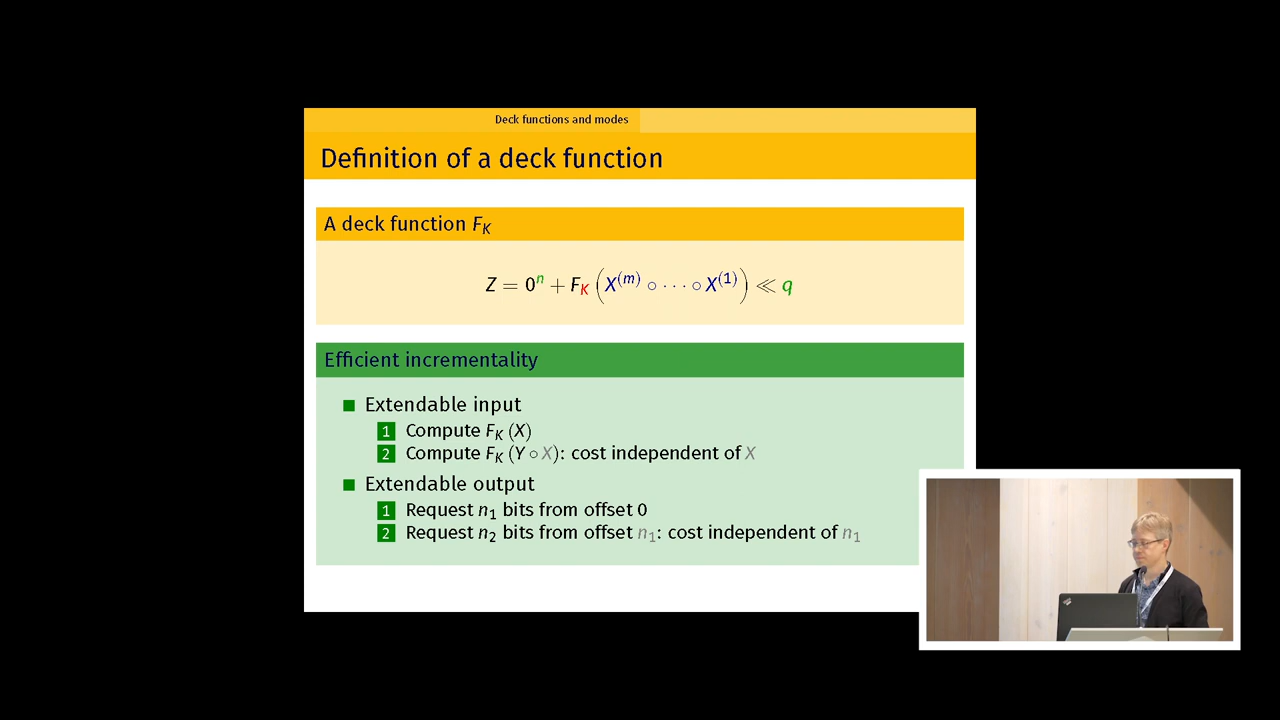 Deck functions and modes
Definition of a deck function
A deck function F_K
Z = 0^n + F_K (X^(m) ∘ ⋯ ∘ X^(1)) ≪ q
Efficient incrementality
■ Extendable input
1 Compute F_K (X)
2 Compute F_K (Y ∘ X): cost independent of X
■ Extendable output
1 Request n_1 bits from offset 0
2 Request n_2 bits from offset n_1: cost independent of n_1